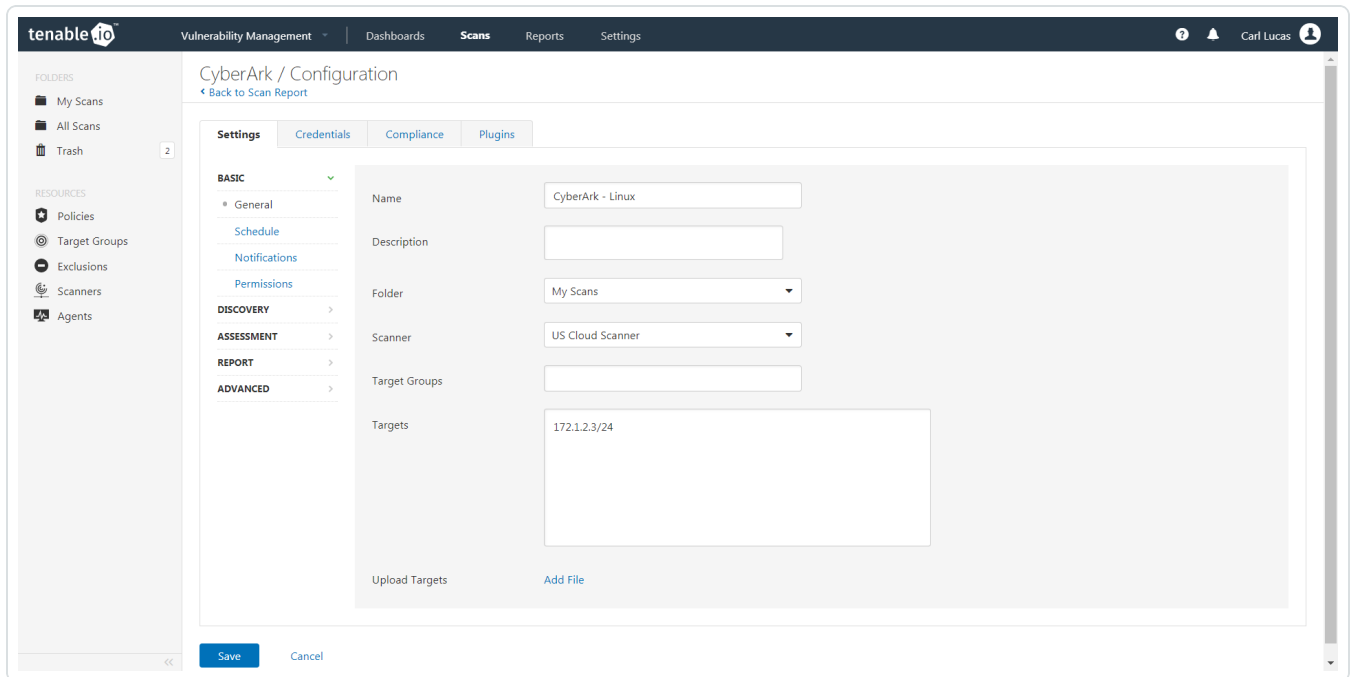 tenable.io™ Vulnerability Management Dashboards Scans Reports Settings ? Carl Lucas
FOLDERS
My Scans
All Scans
Trash 2
RESOURCES
Policies
Target Groups
Exclusions
Scanners
Agents
CyberArk / Configuration
Back to Scan Report
Settings Credentials Compliance Plugins
BASIC
General
Schedule
Notifications
Permissions
DISCOVERY
ASSESSMENT
REPORT
ADVANCED
Name CyberArk - Linux
Description
Folder My Scans
Scanner US Cloud Scanner
Target Groups
Targets 172.1.2.3/24
Upload Targets Add File
Save Cancel